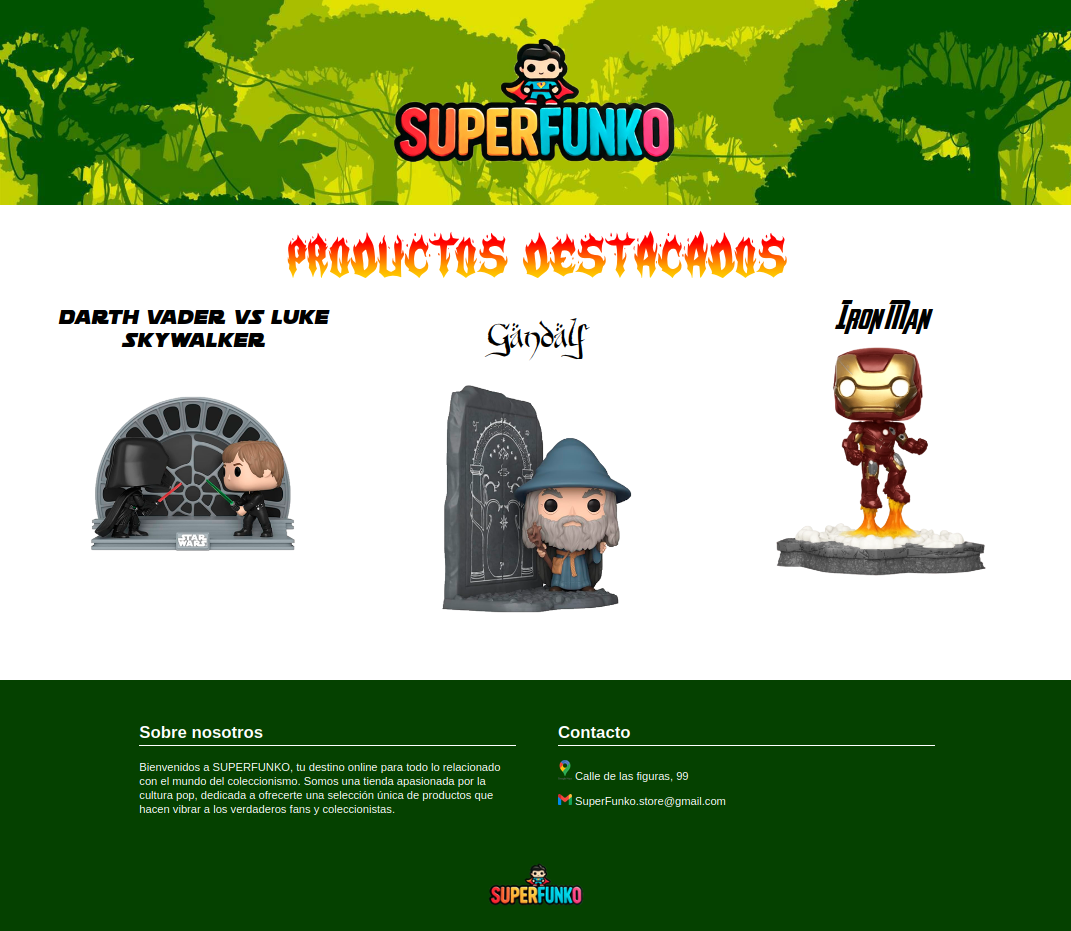 SUPERFUNKO
PRODUCTOS DESTACADOS
DARTH VADER VS LUKE
SKYWALKER
Gändälf
Iron Man
STAR
WARS
Sobre nosotros
Bienvenidos a SUPERFUNKO, tu destino online para todo lo relacionado
con el mundo del coleccionismo. Somos una tienda apasionada por la
cultura pop, dedicada a ofrecerte una selección única de productos que
hacen vibrar a los verdaderos fans y coleccionistas.
Contacto
Calle de las figuras, 99
SuperFunko.store@gmail.com
SUPERFUNKO